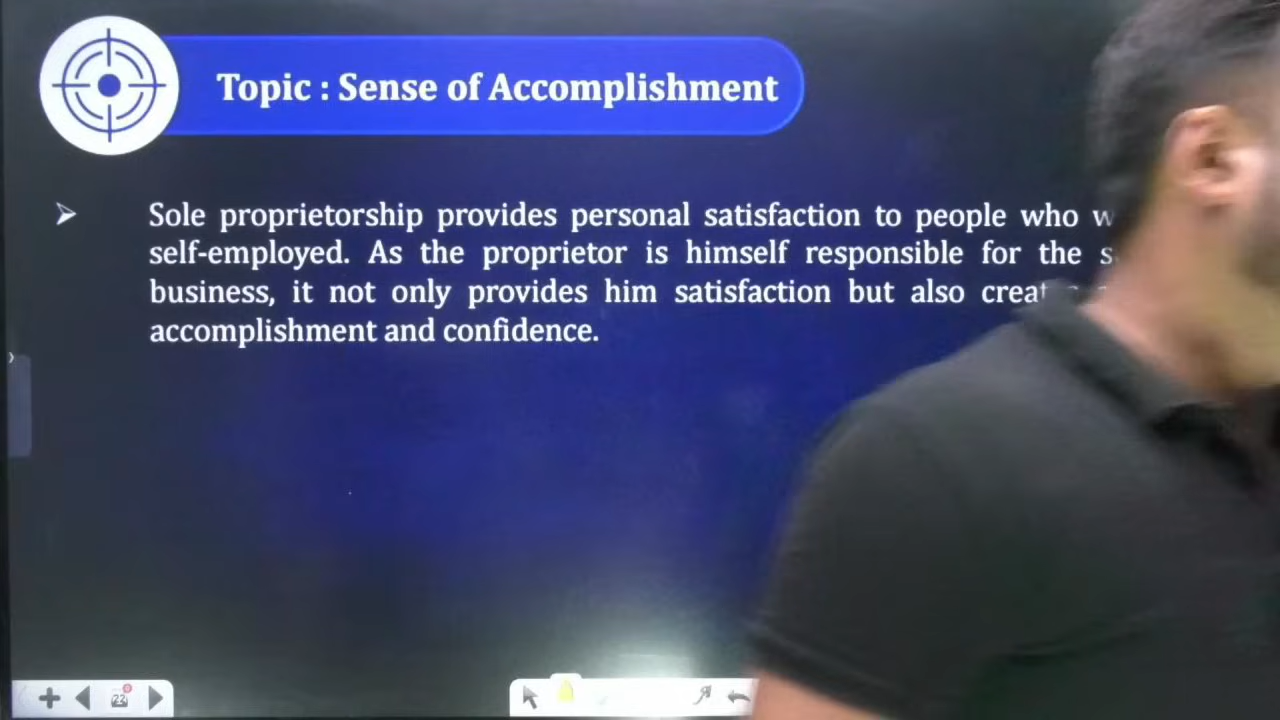 Topic : Sense of Accomplishment
Sole proprietorship provides personal satisfaction to people who
self-employed. As the proprietor is himself responsible for the
business, it not only provides him satisfaction but also
accomplishment and confidence.
22